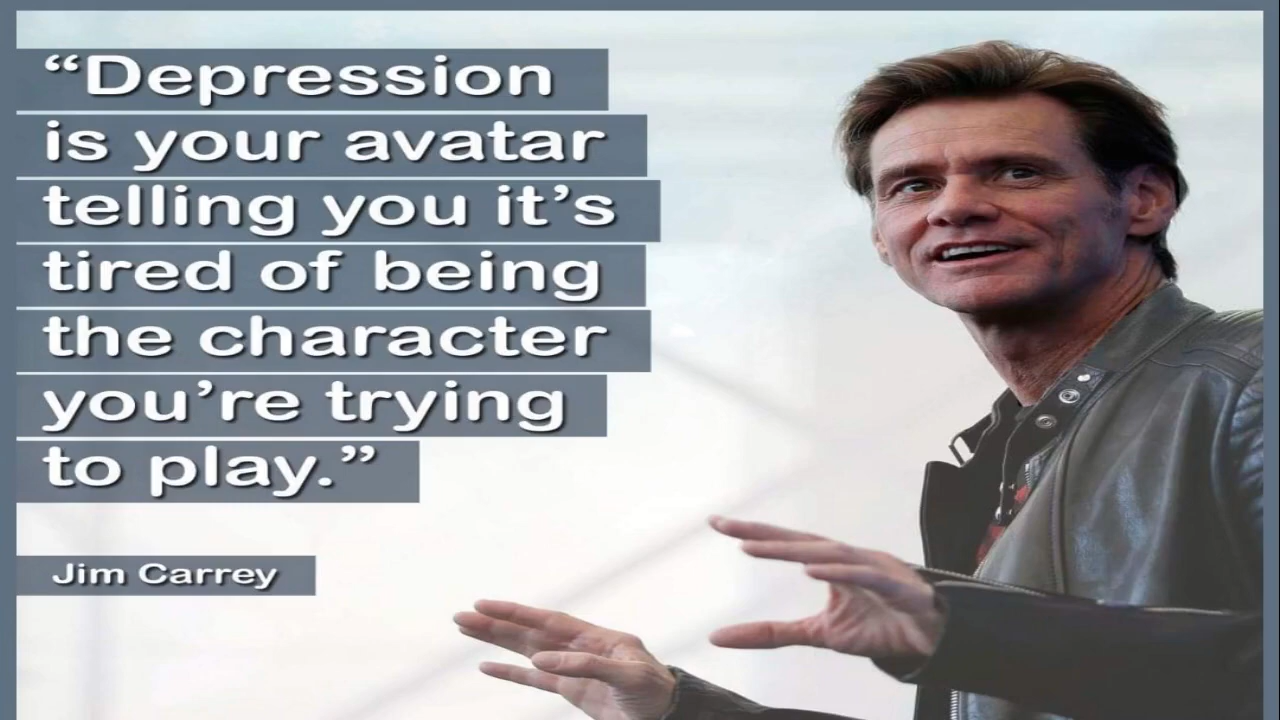 “Depression
is your avatar
telling you it’s
tired of being
the character
you’re trying
to play.”
Jim Carrey